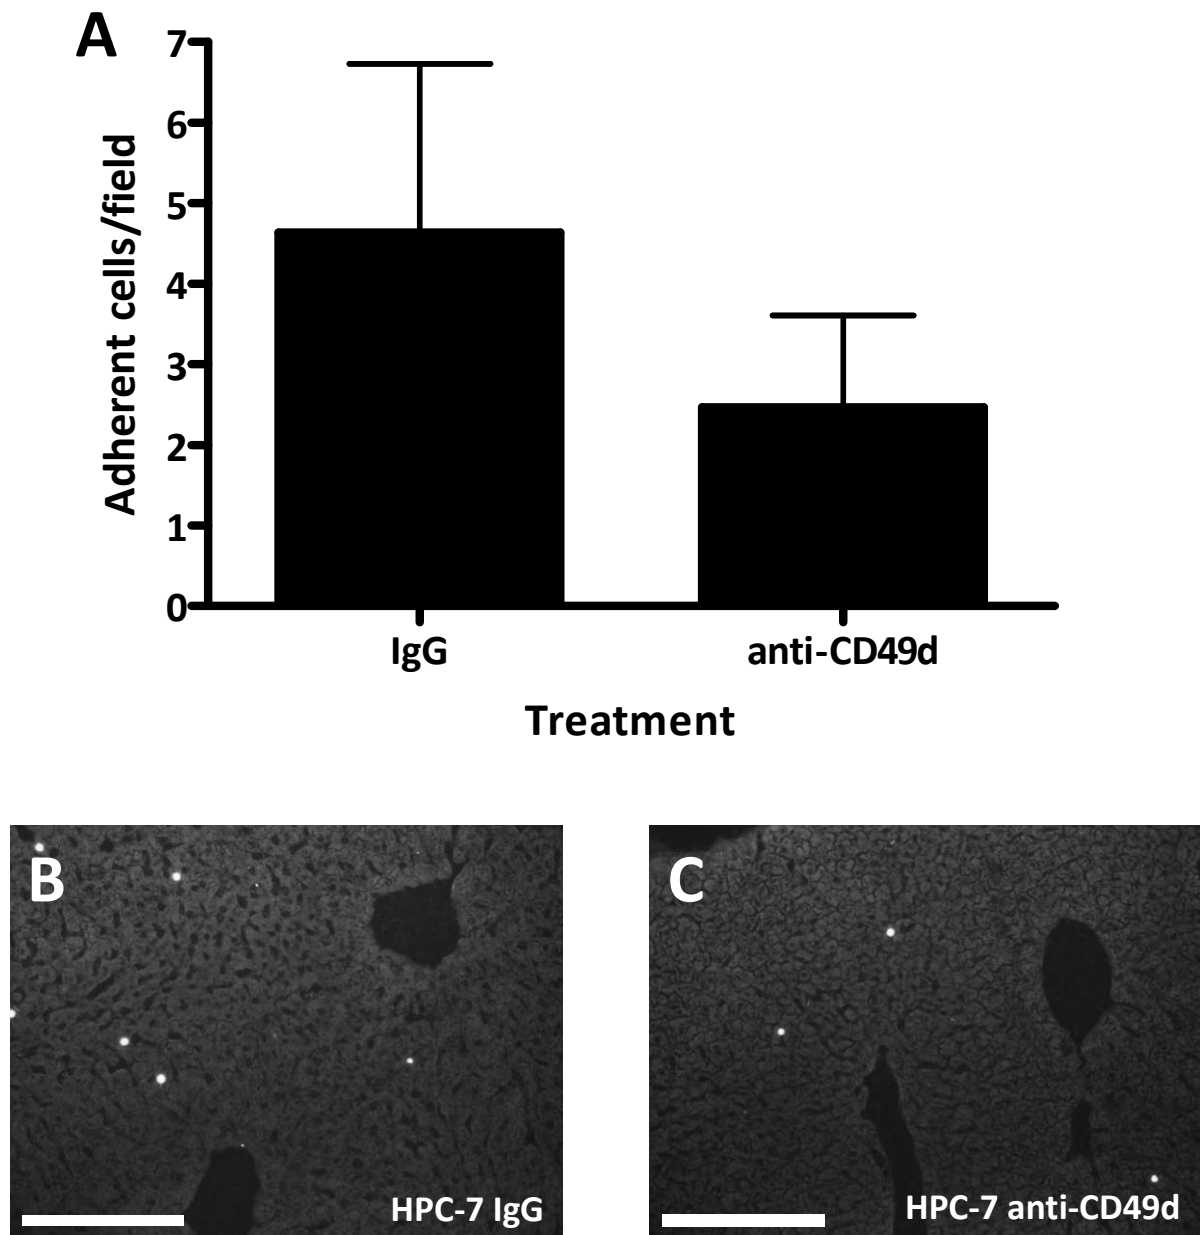 A
7
6
5
4
3
2
1
0
Adherent cells/field
IgG anti-CD49d
Treatment
B
HPC-7 IgG
C
HPC-7 anti-CD49d